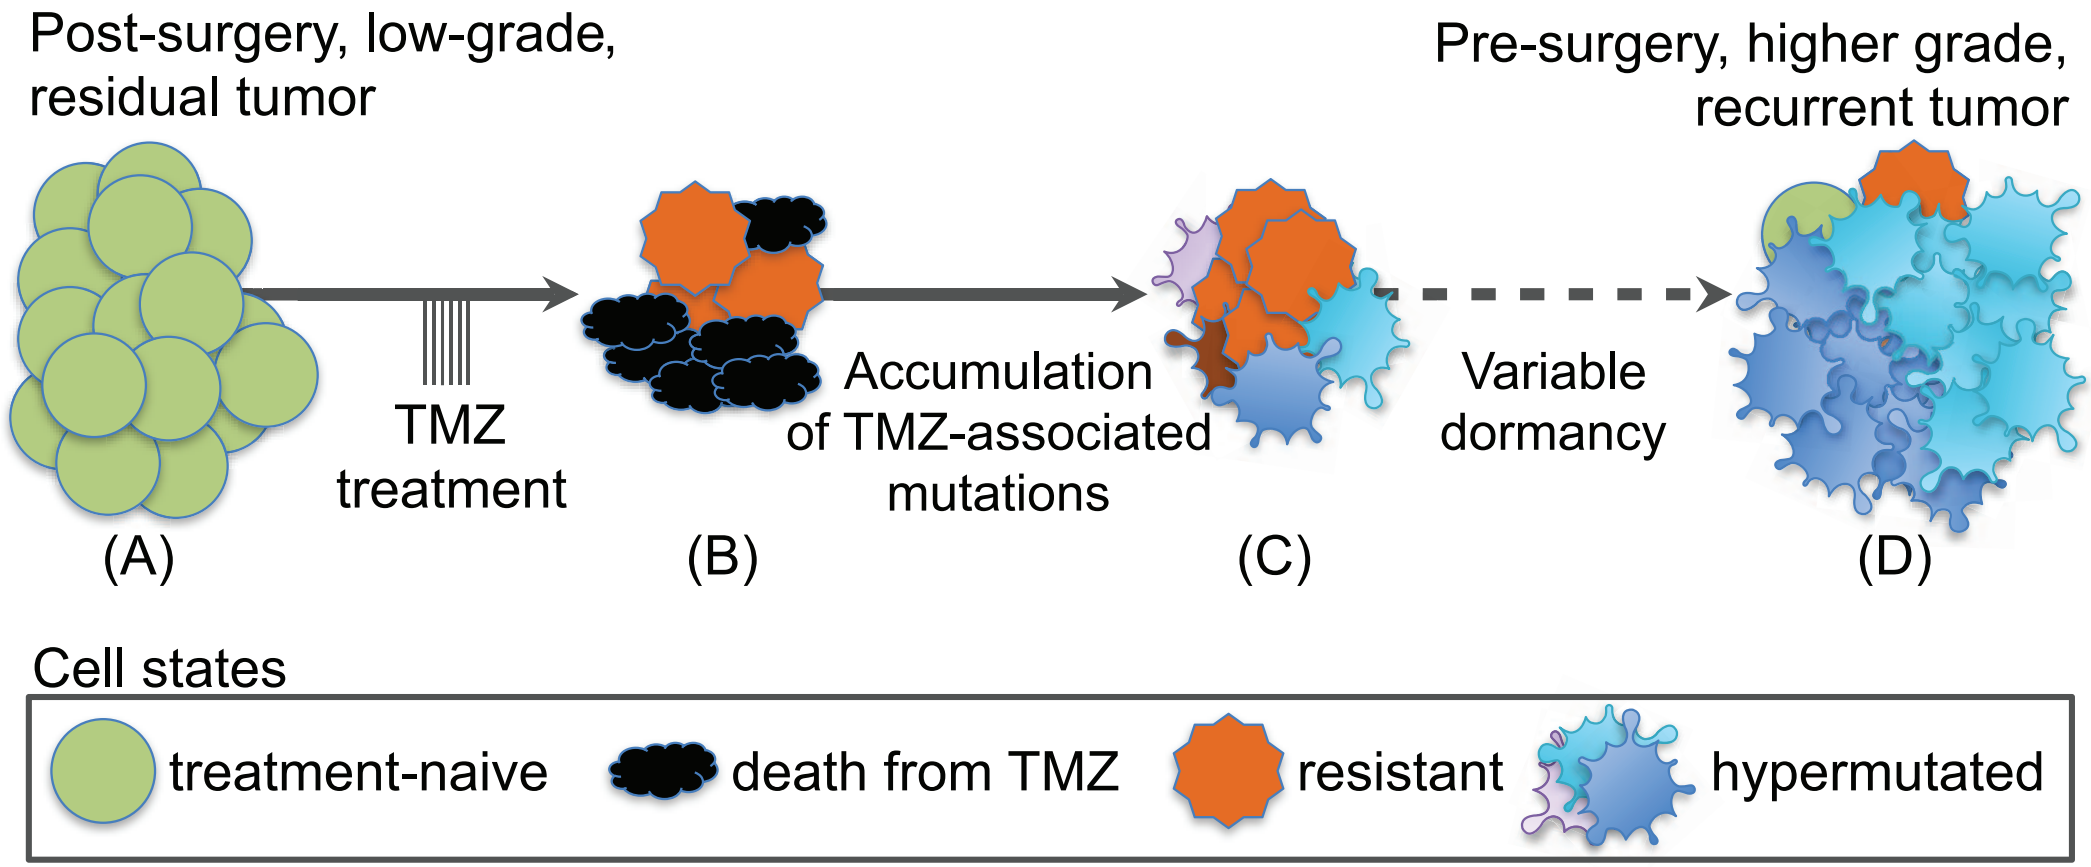 Post-surgery, low-grade,
residual tumor
Pre-surgery, higher grade,
recurrent tumor
TMZ
treatment
Accumulation
of TMZ-associated
mutations
Variable
dormancy
(A)
(B)
(C)
(D)
Cell states
treatment-naive
death from TMZ
resistant
hypermutated